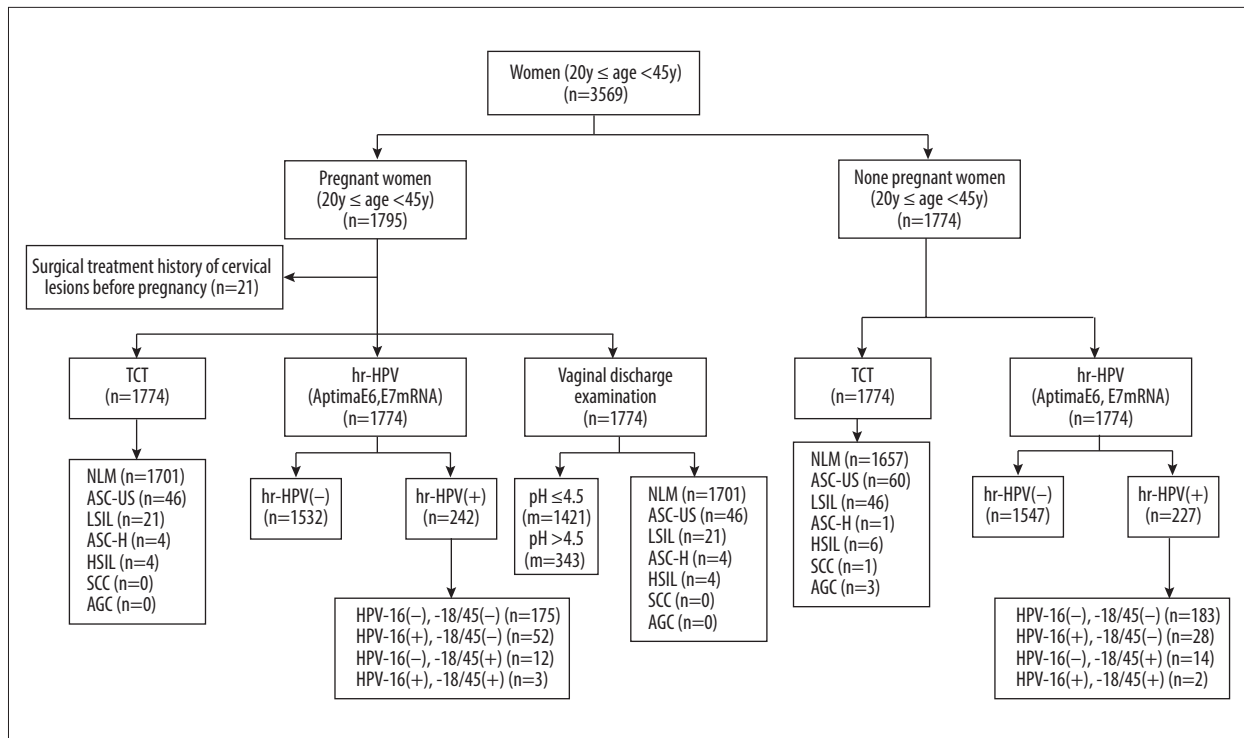 Women (20y ≤ age <45y)
(n=3569)
Pregnant women
(20y ≤ age <45y)
(n=1795)
None pregnant women
(20y ≤ age <45y)
(n=1774)
Surgical treatment history of cervical
lesions before pregnancy (n=21)
TCT
(n=1774)
hr-HPV
(AptimaE6,E7mRNA)
(n=1774)
Vaginal discharge
examination
(n=1774)
TCT
(n=1774)
hr-HPV
(AptimaE6, E7mRNA)
(n=1774)
NLM (n=1701)
ASC-US (n=46)
LSIL (n=21)
ASC-H (n=4)
HSIL (n=4)
SCC (n=0)
AGC (n=0)
hr-HPV(−)
(n=1532)
hr-HPV(+)
(n=242)
pH ≤4.5
(m=1421)
pH >4.5
(m=343)
NLM (n=1701)
ASC-US (n=46)
LSIL (n=21)
ASC-H (n=4)
HSIL (n=4)
SCC (n=0)
AGC (n=0)
NLM (n=1657)
ASC-US (n=60)
LSIL (n=46)
ASC-H (n=1)
HSIL (n=6)
SCC (n=1)
AGC (n=3)
hr-HPV(−)
(n=1547)
hr-HPV(+)
(n=227)
HPV-16(−), -18/45(−) (n=175)
HPV-16(+), -18/45(−) (n=52)
HPV-16(−), -18/45(+) (n=12)
HPV-16(+), -18/45(+) (n=3)
HPV-16(−), -18/45(−) (n=183)
HPV-16(+), -18/45(−) (n=28)
HPV-16(−), -18/45(+) (n=14)
HPV-16(+), -18/45(+) (n=2)